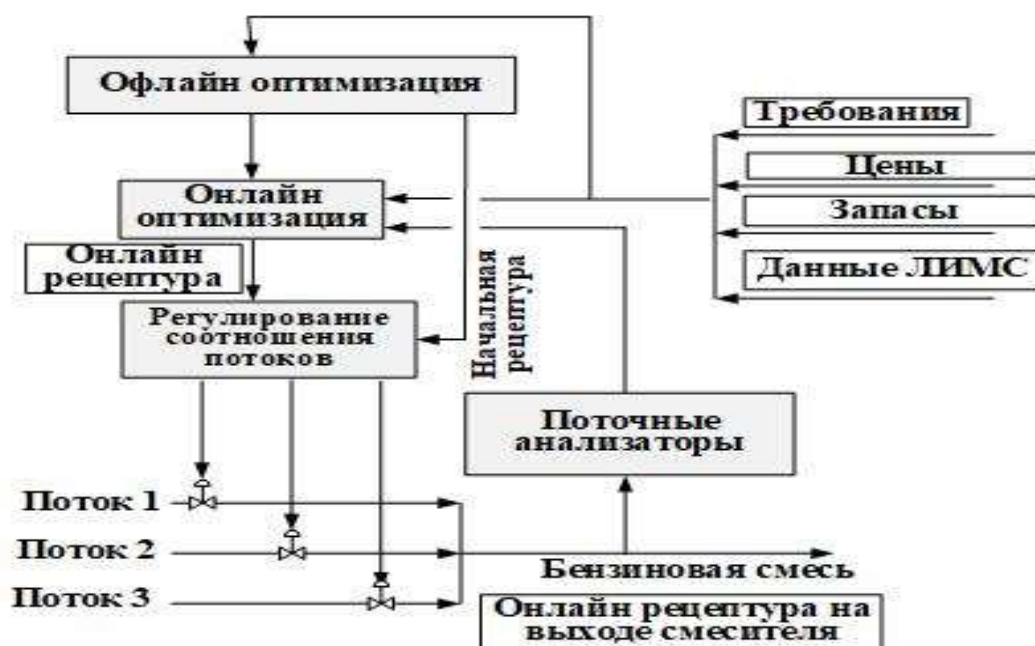 Офлайн оптимизация
Требования
Цены
Запасы
Данные ЛИМС
Онлайн
оптимизация
Онлайн
рецептура
Начальная
рецептура
Регулирование
соотношения
потоков
Поточные
анализаторы
Поток 1
Поток 2
Поток 3
Бензиновая смесь
Онлайн рецептура на
выходе смесителя